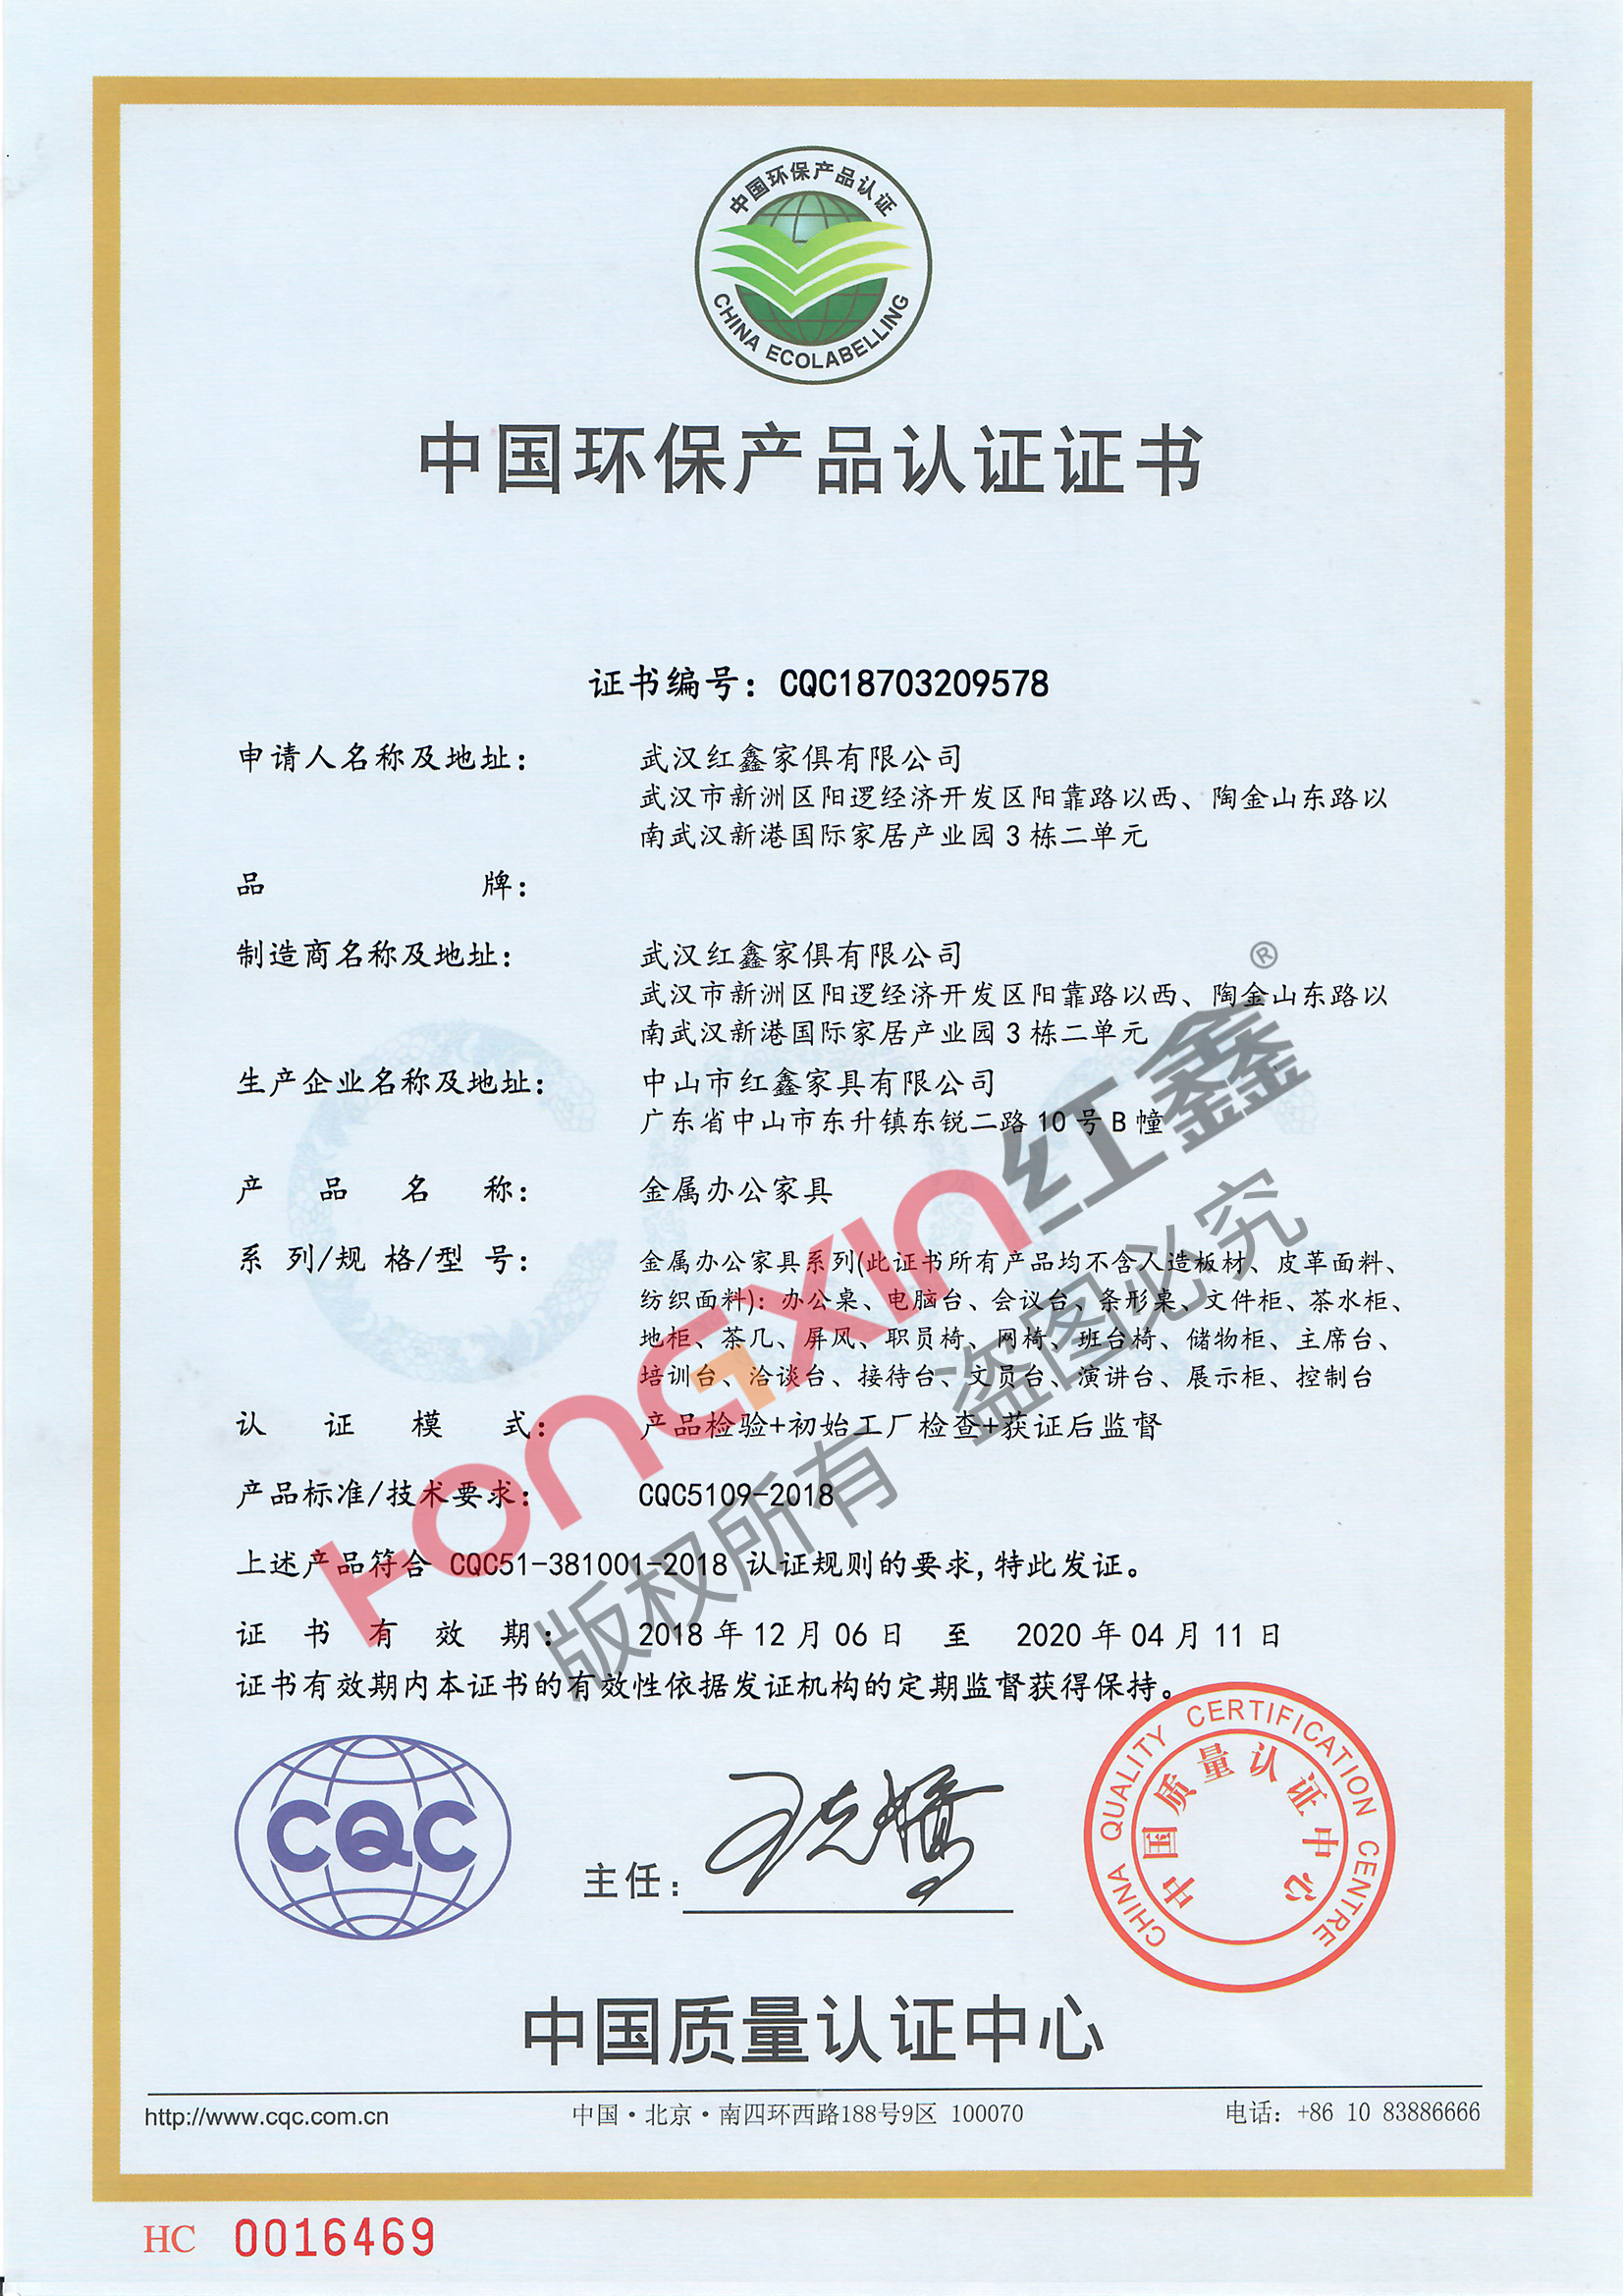 中国环保产品认证
CHINA ECOLABELLING
中国环保产品认证证书
证书编号：CQC18703209578
申请人名称及地址： 武汉红鑫家俱有限公司
武汉市新洲区阳逻经济开发区阳靠路以西、陶金山东路以
南武汉新港国际家居产业园 3 栋二单元
品 牌：
制造商名称及地址： 武汉红鑫家俱有限公司
武汉市新洲区阳逻经济开发区阳靠路以西、陶金山东路以
南武汉新港国际家居产业园 3 栋二单元
生产企业名称及地址： 中山市红鑫家具有限公司
广东省中山市东升镇东锐二路 10 号 B 幢
产 品 名 称： 金属办公家具
系 列/规 格/型 号： 金属办公家具系列(此证书所有产品均不含人造板材、皮革面料、
纺织面料)：办公桌、电脑台、会议台、条形桌、文件柜、茶水柜、
地柜、茶几、屏风、职员椅、网椅、班台椅、储物柜、主席台、
培训台、洽谈台、接待台、文员台、演讲台、展示柜、控制台
认 证 模 式： 产品检验+初始工厂检查+获证后监督
产品标准/技术要求： CQC5109-2018
上述产品符合 CQC51-381001-2018 认证规则的要求,特此发证。
证 书 有 效 期： 2018 年 12 月 06 日 至 2020 年 04 月 11 日
证书有效期内本证书的有效性依据发证机构的定期监督获得保持。
HONGXIN红鑫®
版权所有 盗图必究
CQC
主任：
CHINA QUALITY CERTIFICATION CENTRE
中国质量认证中心
中国质量认证中心
http://www.cqc.com.cn 中国·北京·南四环西路188号9区 100070 电话：+86 10 83886666
HC 0016469